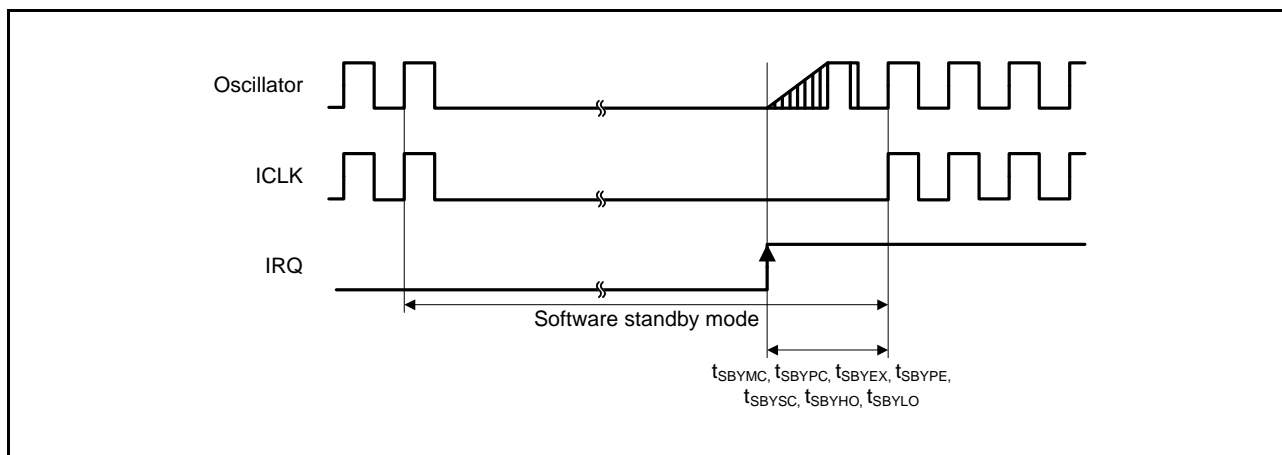 Oscillator
ICLK
IRQ
Software standby mode
tSBYMC, tSBYPC, tSBYEX, tSBYPE,
tSBYSC, tSBYHO, tSBYLO